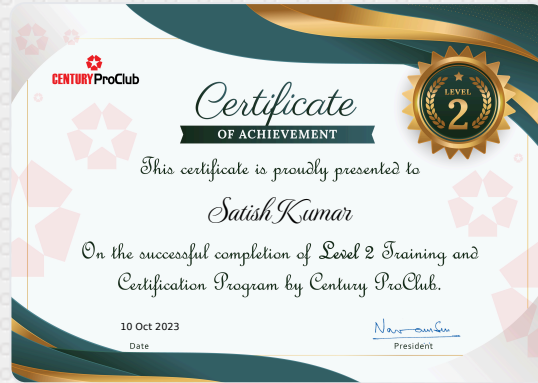 CENTURY ProClub
Certificate
OF ACHIEVEMENT
LEVEL
2
This certificate is proudly presented to
Satish Kumar
On the successful completion of Level 2 Training and
Certification Program by Century ProClub.
10 Oct 2023
Date
President